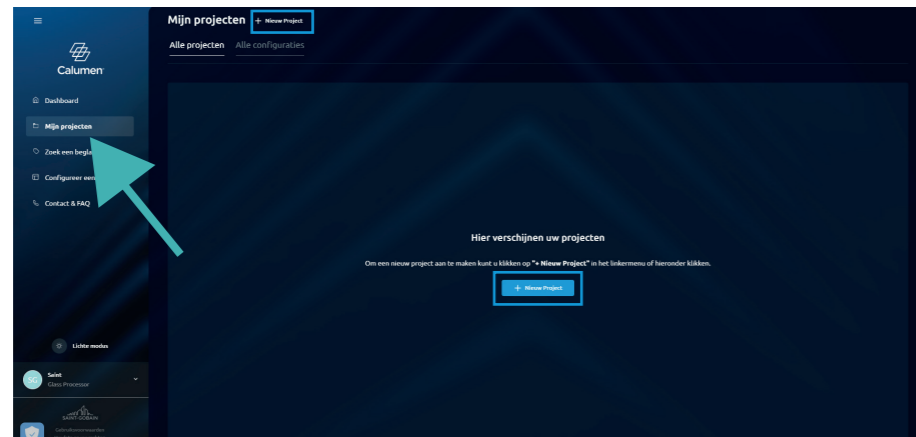 Mijn projecten + Nieuw Project
Alle projecten Alle configuraties
Calumen
Dashboard
Mijn projecten
Zoek een
Configureer
Contact & FAQ
Hier verschijnen uw projecten
Om een nieuw project aan te maken kunt u klikken op "+ Nieuw Project" in het linkermenu of hieronder klikken.
+ Nieuw Project
Lichte modus
SG
Saint
Glass Processor
SAINT-GOBAIN
Gebruiksvoorwaarden